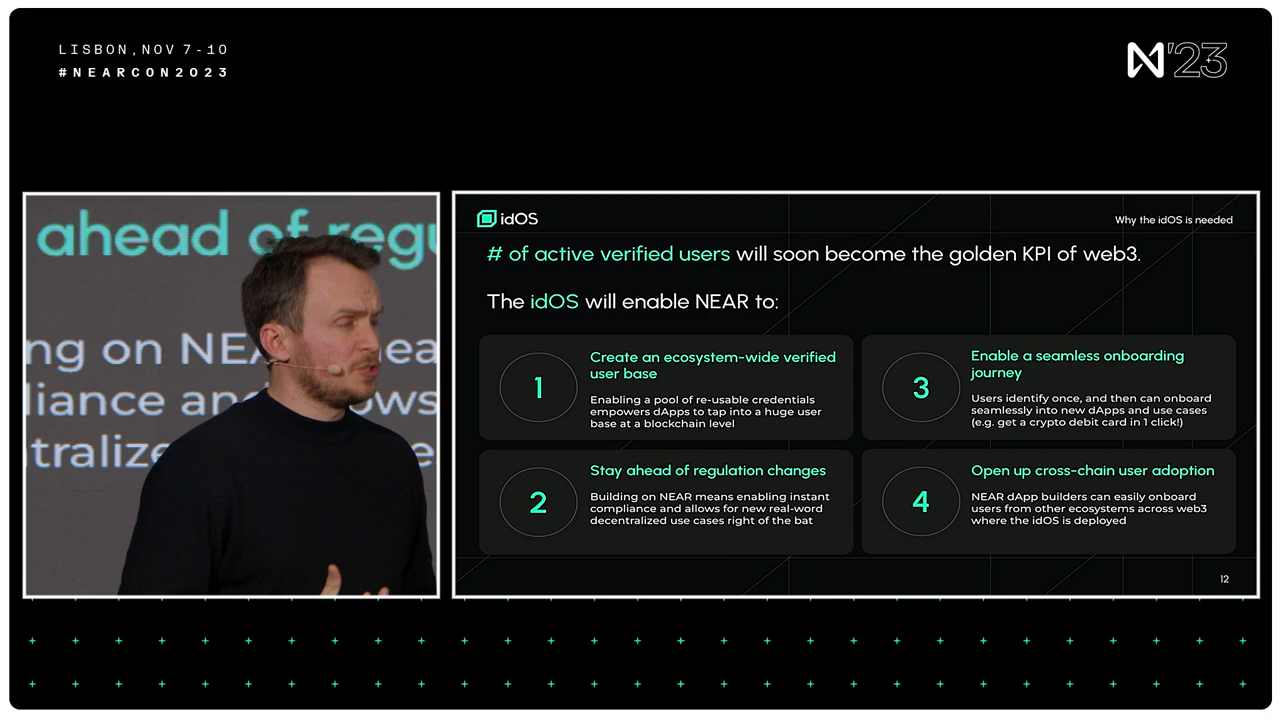 LISBON, NOV 7-10
#NEARCON2023
N'23
ahead of regu
ng on NEA
liance and ows
tralize
idOS
Why the idOS is needed
# of active verified users will soon become the golden KPI of web3.
The idOS will enable NEAR to:
1
Create an ecosystem-wide verified
user base
Enabling a pool of re-usable credentials
empowers dApps to tap into a huge user
base at a blockchain level
2
Stay ahead of regulation changes
Building on NEAR means enabling instant
compliance and allows for new real-word
decentralized use cases right of the bat
3
Enable a seamless onboarding
journey
Users identify once, and then can onboard
seamlessly into new dApps and use cases
(e.g. get a crypto debit card in 1 click!)
4
Open up cross-chain user adoption
NEAR dApp builders can easily onboard
users from other ecosystems across web3
where the idOS is deployed
12